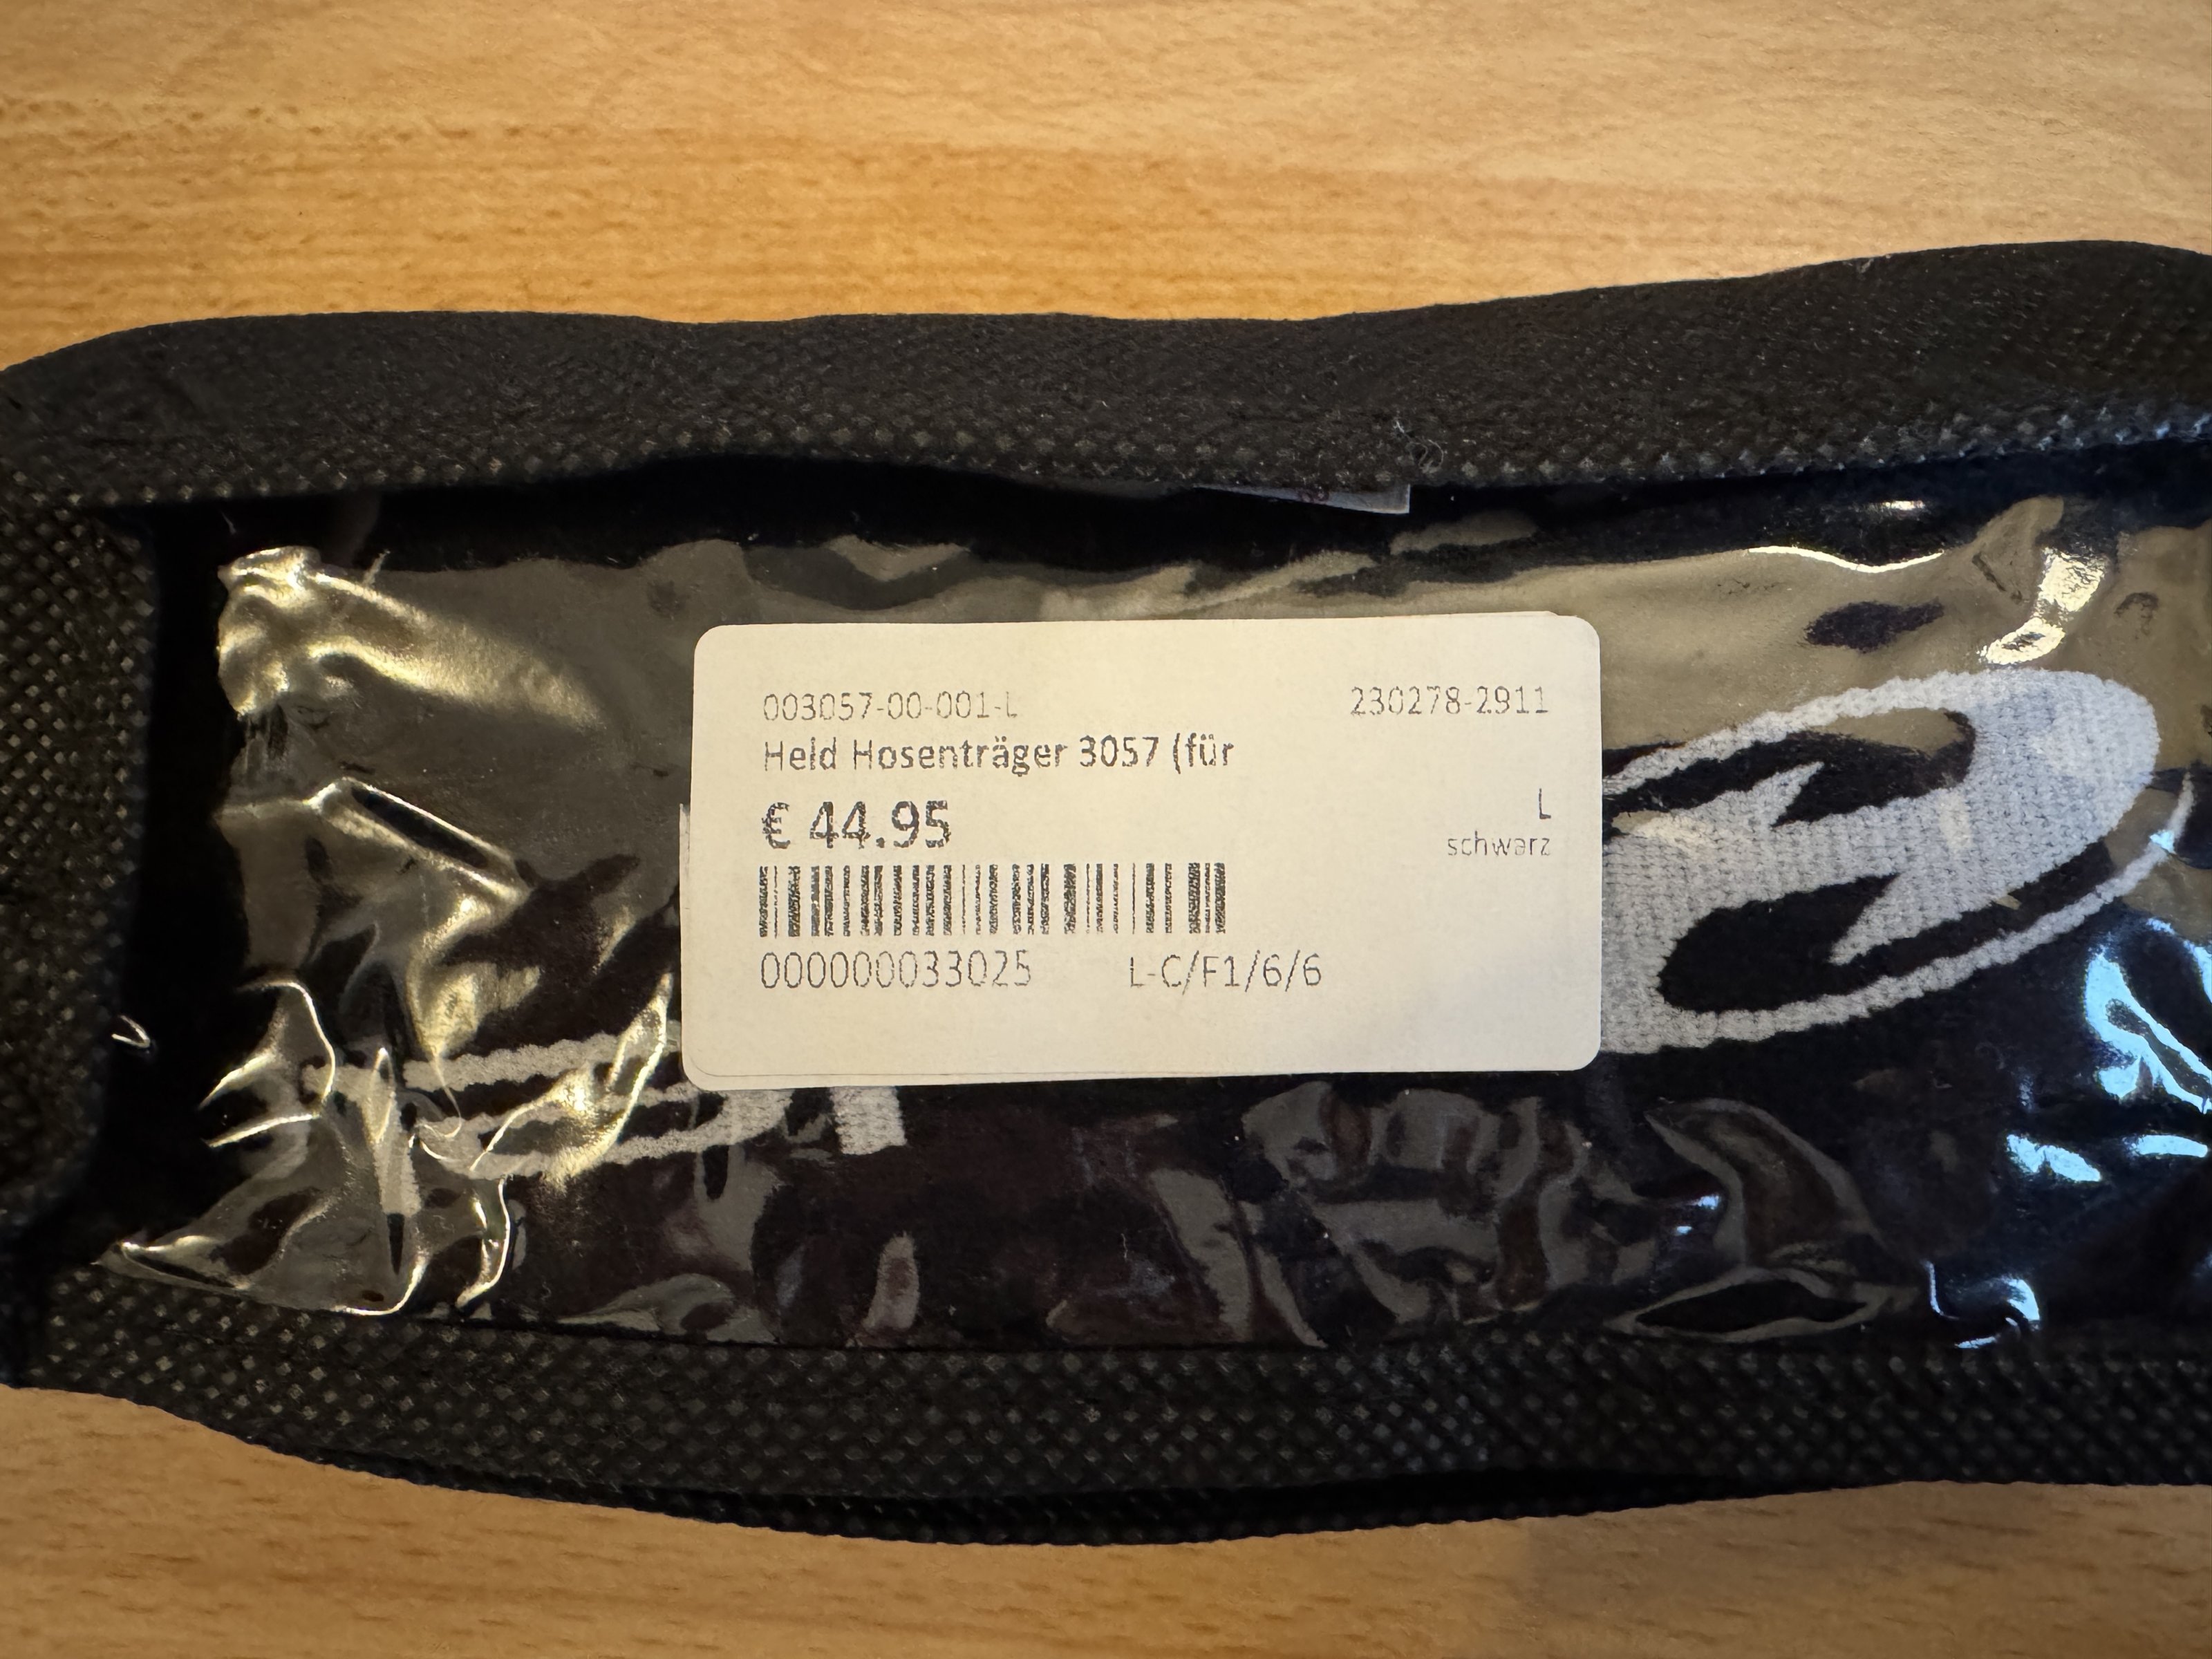 003057-00-001-L 230278-2911
Held Hosenträger 3057 (für
€ 44.95 L
schwarz
000000033025 L-C/F1/6/6